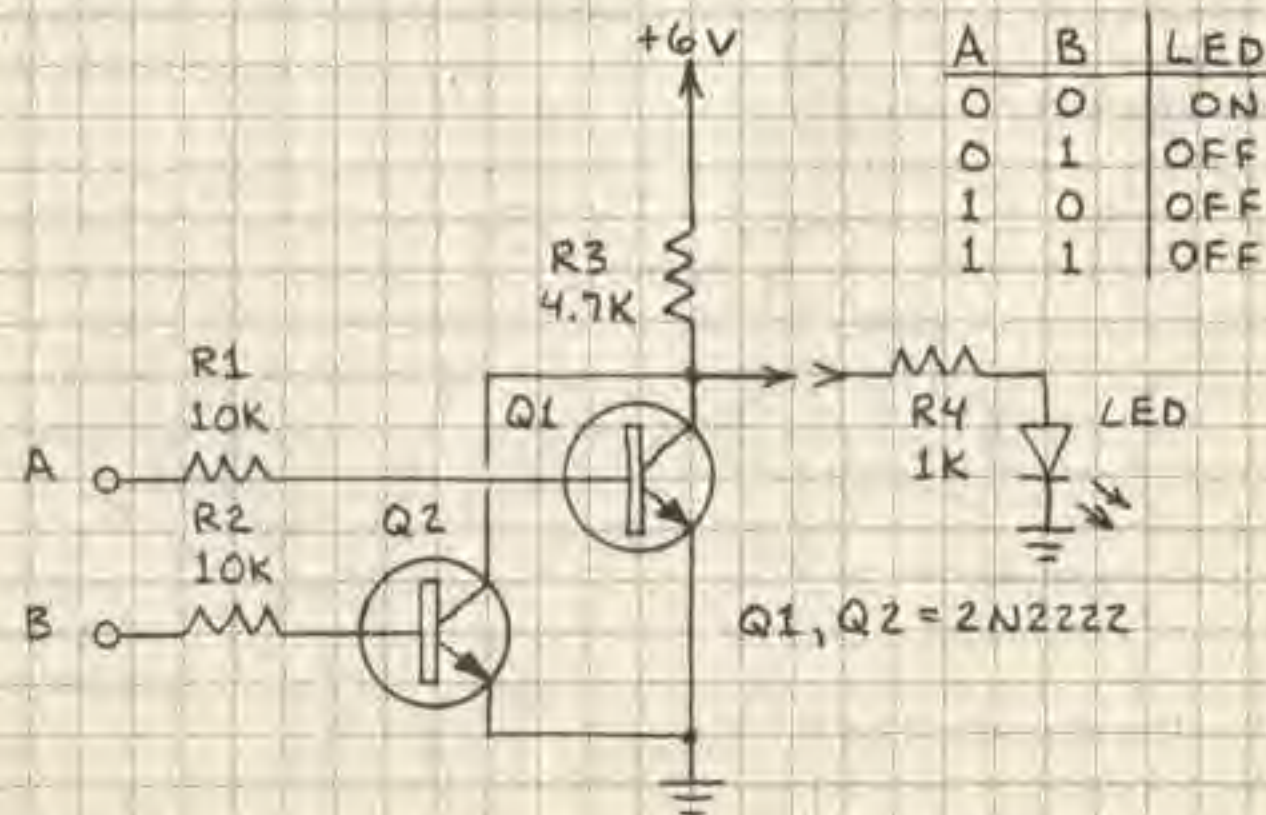 +6V
A B LED
0 0 ON
0 1 OFF
1 0 OFF
1 1 OFF
R3
4.7K
R1
10K
Q1
R4
1K
LED
A
R2
10K
Q2
B
Q1, Q2 = 2N2222